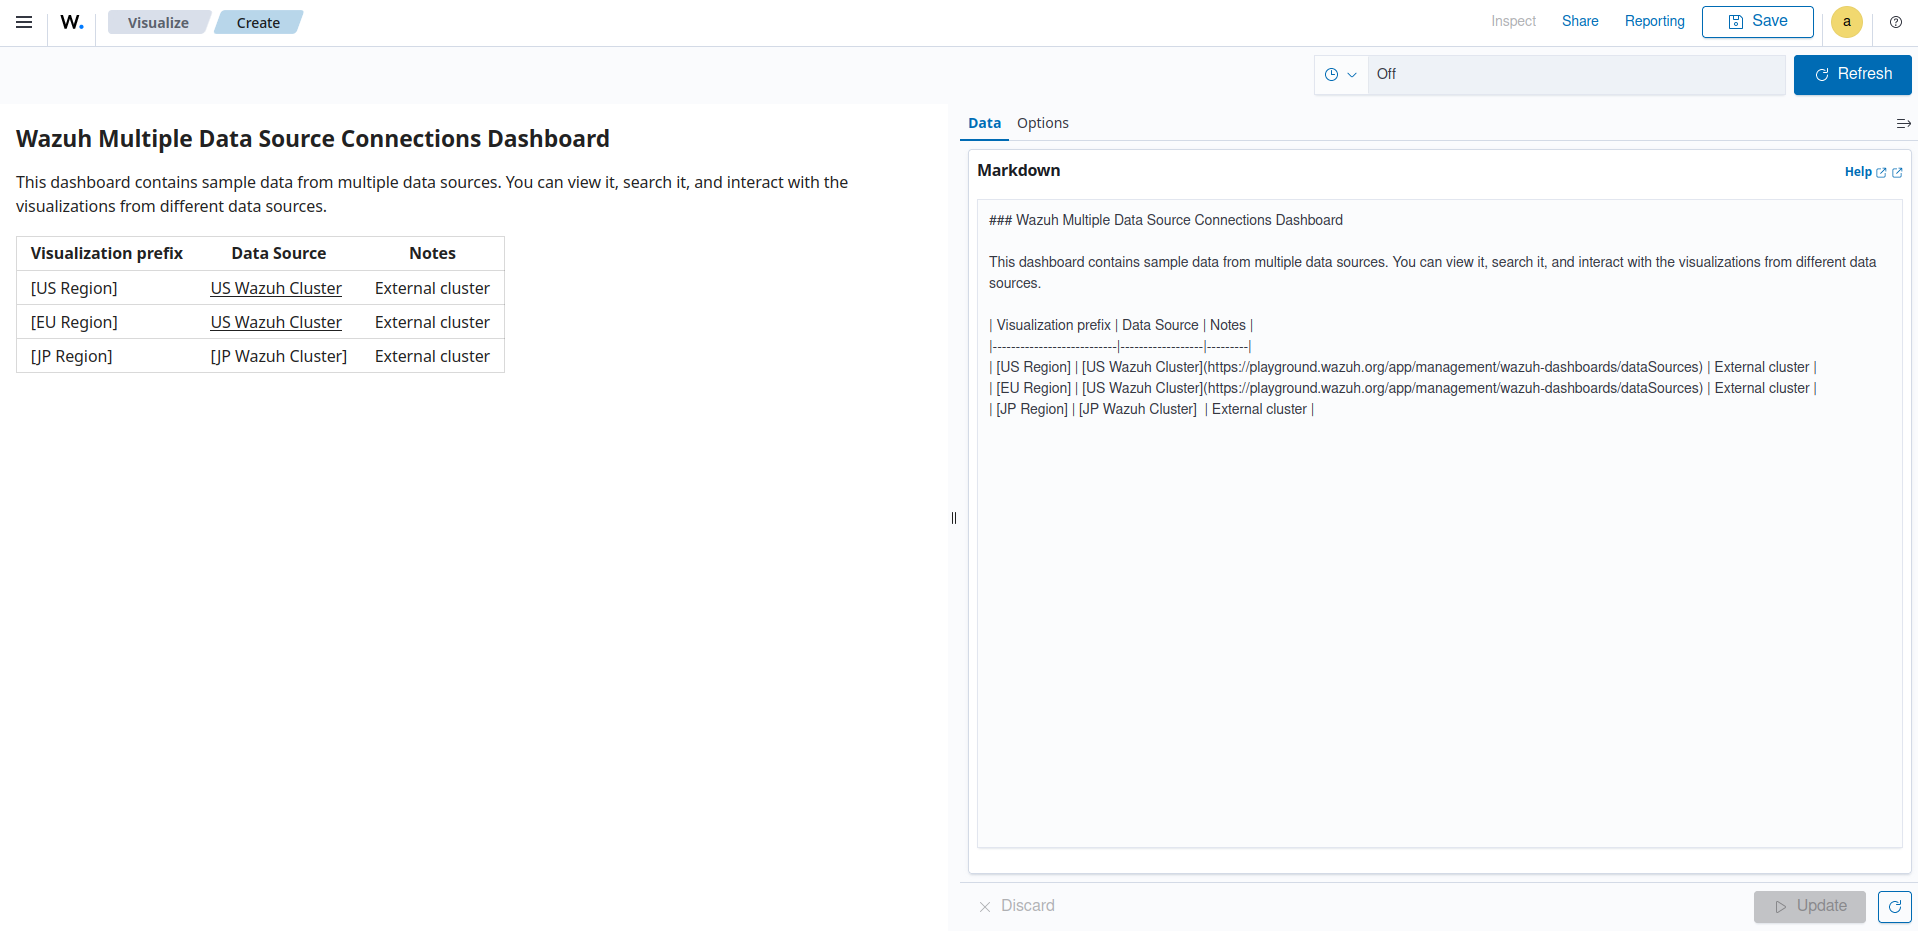 W. Visualize Create Inspect Share Reporting Save a
Off Refresh
Wazuh Multiple Data Source Connections Dashboard
This dashboard contains sample data from multiple data sources. You can view it, search it, and interact with the
visualizations from different data sources.
Visualization prefix Data Source Notes
[US Region] US Wazuh Cluster External cluster
[EU Region] US Wazuh Cluster External cluster
[JP Region] [JP Wazuh Cluster] External cluster
Data Options
Markdown Help
### Wazuh Multiple Data Source Connections Dashboard
This dashboard contains sample data from multiple data sources. You can view it, search it, and interact with the visualizations from different data
sources.
| Visualization prefix | Data Source | Notes |
|---------------------------|------------------|---------|
| [US Region] | [US Wazuh Cluster](https://playground.wazuh.org/app/management/wazuh-dashboards/dataSources) | External cluster |
| [EU Region] | [US Wazuh Cluster](https://playground.wazuh.org/app/management/wazuh-dashboards/dataSources) | External cluster |
| [JP Region] | [JP Wazuh Cluster]  | External cluster |
Discard Update